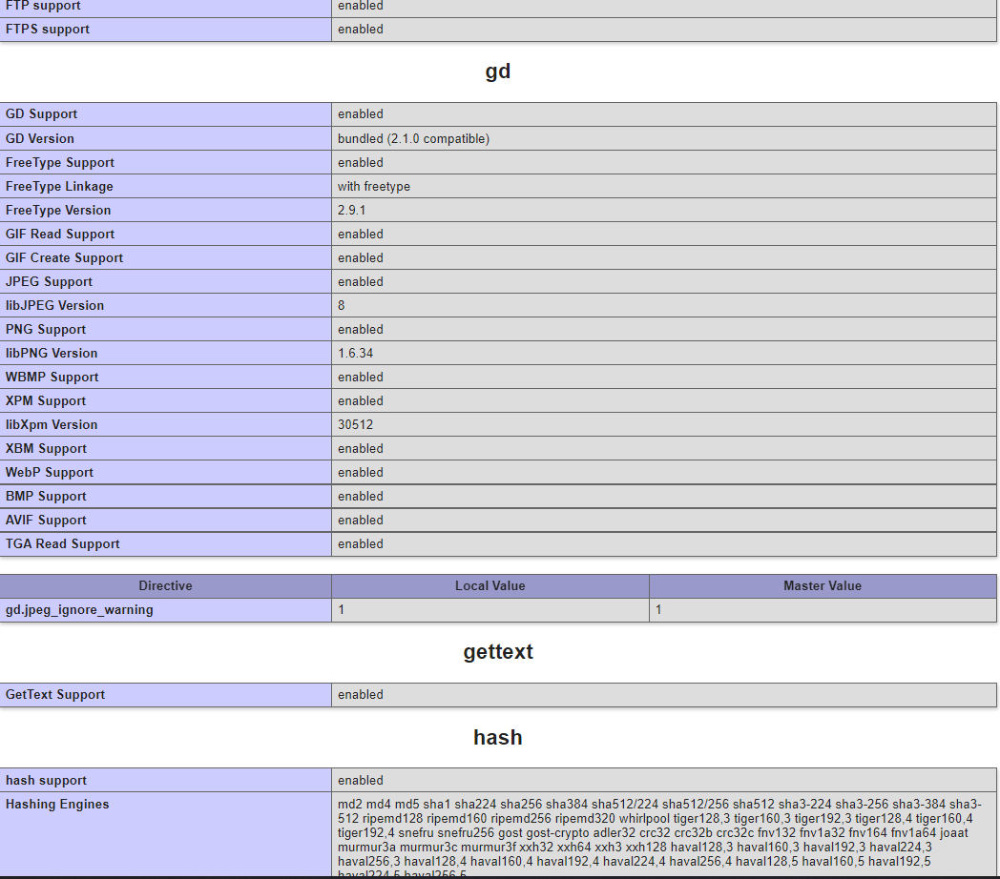 FTP support enabled
FTPS support enabled
gd
GD Support enabled
GD Version bundled (2.1.0 compatible)
FreeType Support enabled
FreeType Linkage with freetype
FreeType Version 2.9.1
GIF Read Support enabled
GIF Create Support enabled
JPEG Support enabled
libJPEG Version 8
PNG Support enabled
libPNG Version 1.6.34
WBMP Support enabled
XPM Support enabled
libXpm Version 30512
XBM Support enabled
WebP Support enabled
BMP Support enabled
AVIF Support enabled
TGA Read Support enabled
Directive Local Value Master Value
gd.jpeg_ignore_warning 1 1
gettext
GetText Support enabled
hash
hash support enabled
Hashing Engines md2 md4 md5 sha1 sha224 sha256 sha384 sha512/224 sha512/256 sha512 sha3-224 sha3-256 sha3-384 sha3-
512 ripemd128 ripemd160 ripemd256 ripemd320 whirlpool tiger128,3 tiger160,3 tiger192,3 tiger128,4 tiger160,4
tiger192,4 snefru snefru256 gost gost-crypto adler32 crc32 crc32b crc32c fnv132 fnv1a32 fnv164 fnv1a64 joaat
murmur3a murmur3c murmur3f xxh32 xxh64 xxh3 xxh128 haval128,3 haval160,3 haval192,3 haval224,3
haval256,3 haval128,4 haval160,4 haval192,4 haval224,4 haval256,4 haval128,5 haval160,5 haval192,5
haval224,5 haval256,5